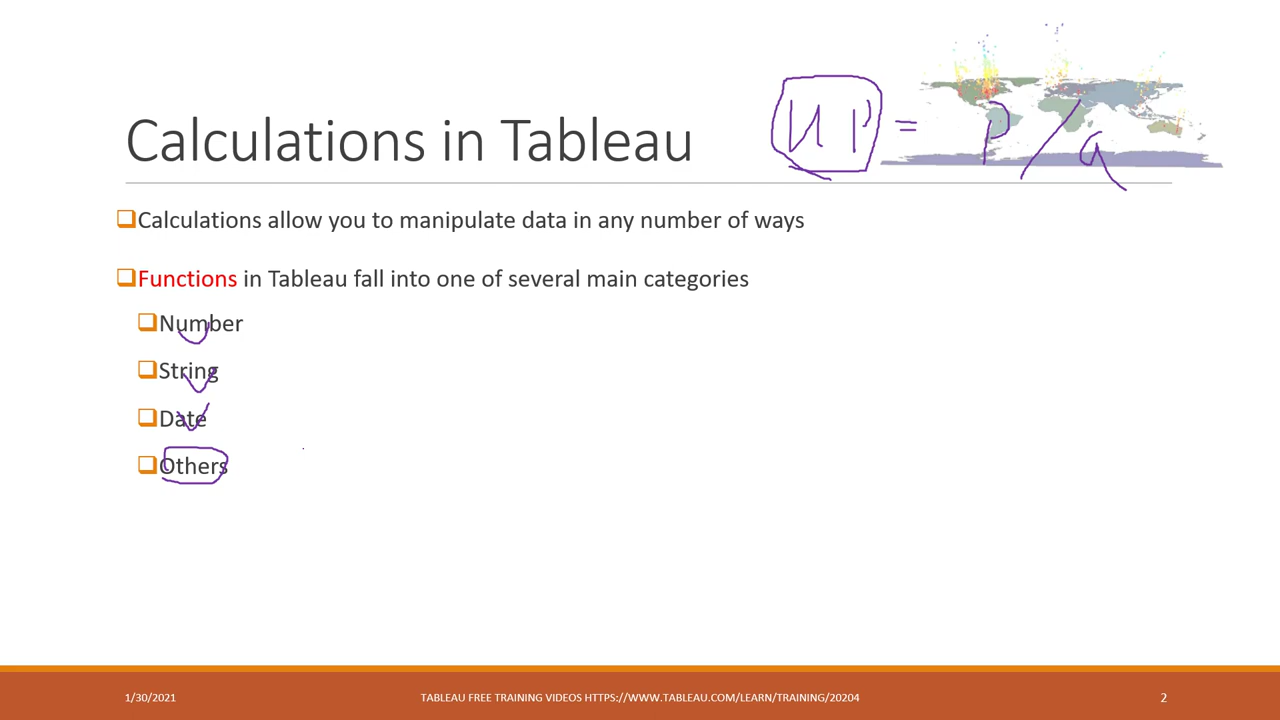 Calculations in Tableau
UP = P/q
Calculations allow you to manipulate data in any number of ways
Functions in Tableau fall into one of several main categories
Number
String
Date
Others
1/30/2021 TABLEAU FREE TRAINING VIDEOS HTTPS://WWW.TABLEAU.COM/LEARN/TRAINING/20204 2